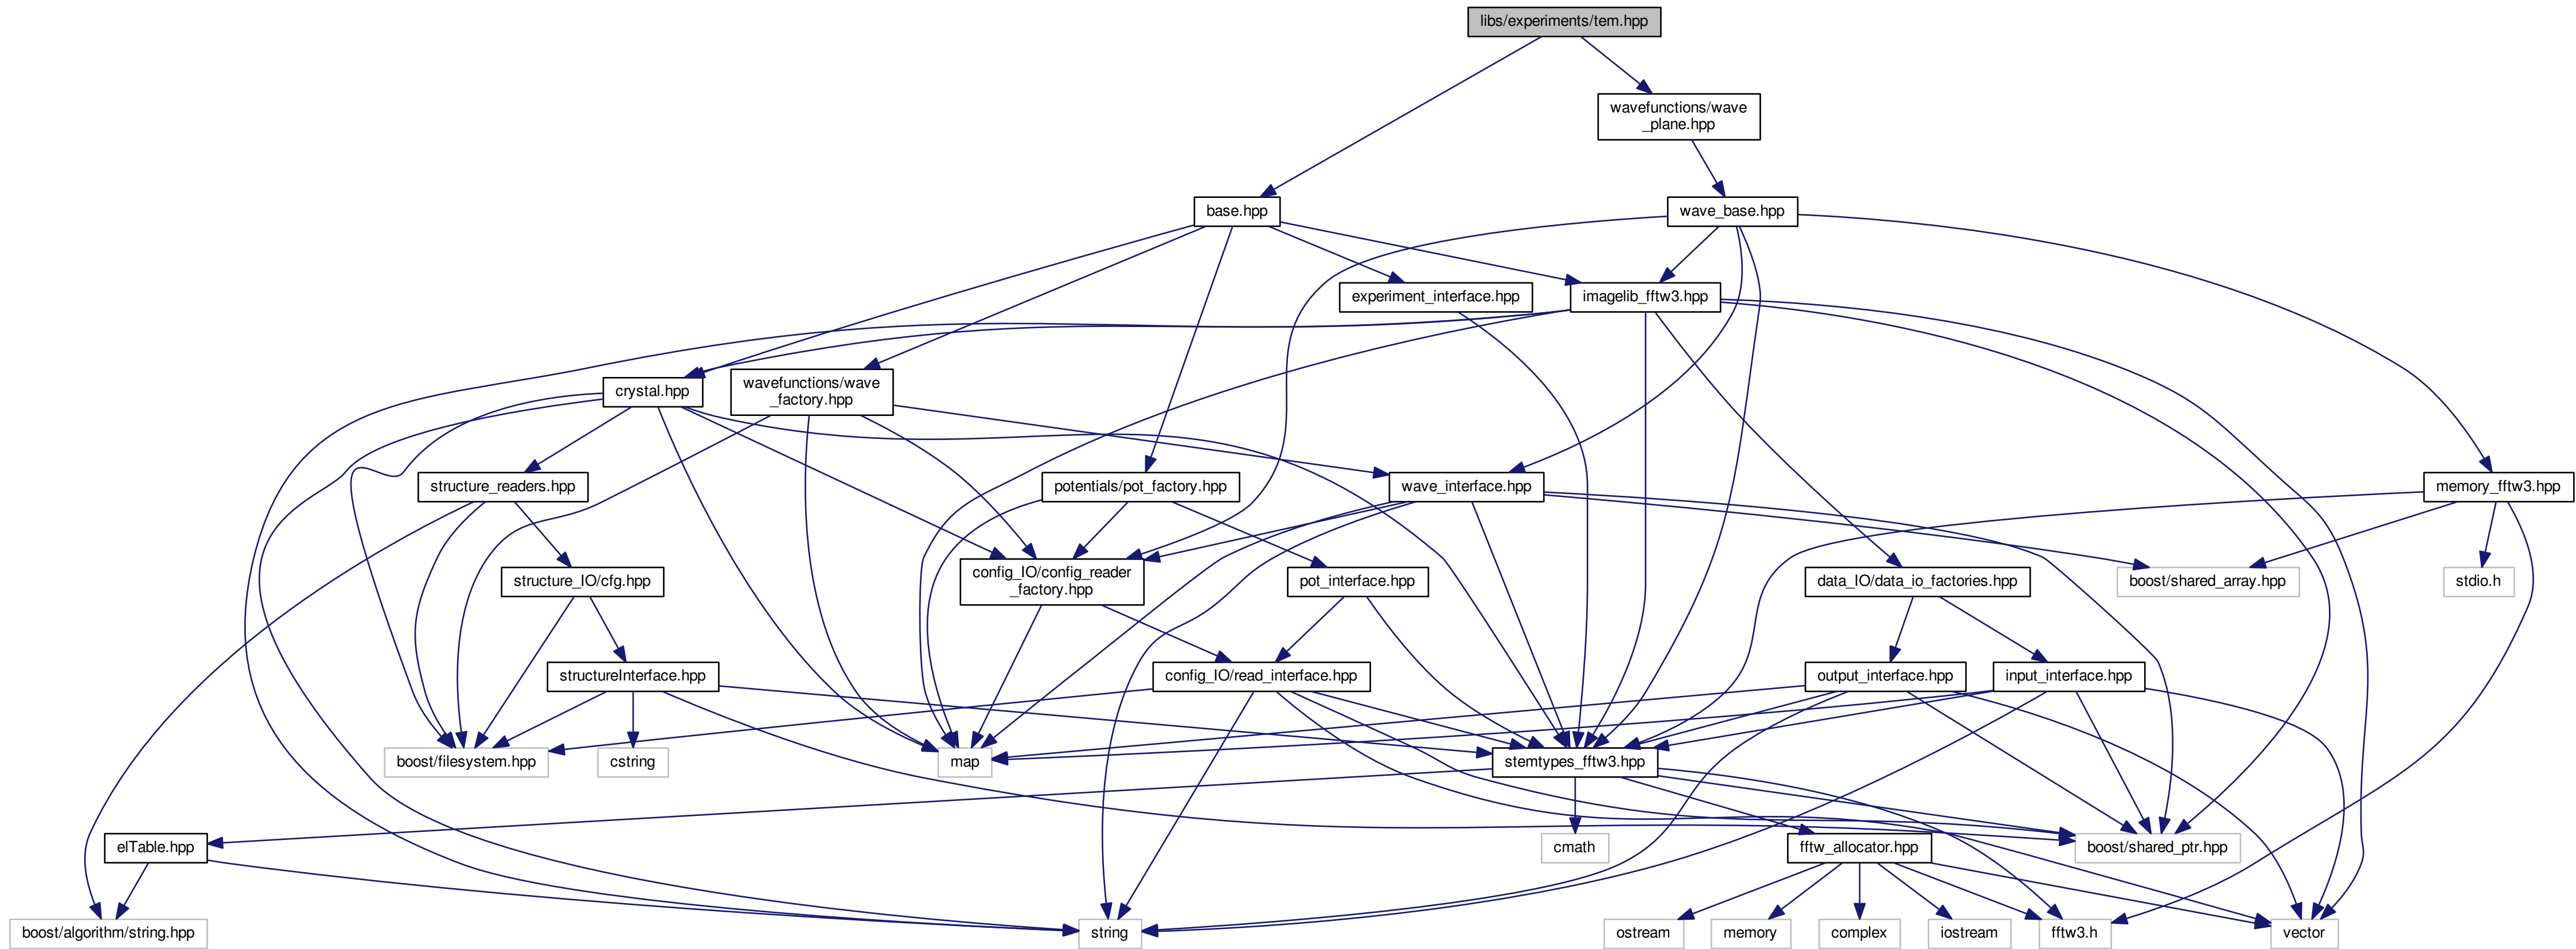 libs/experiments/tem.hpp
wavefunctions/wave
_plane.hpp
base.hpp
wave_base.hpp
experiment_interface.hpp
imagelib_fftw3.hpp
crystal.hpp
wavefunctions/wave
_factory.hpp
structure_readers.hpp
potentials/pot_factory.hpp
wave_interface.hpp
memory_fftw3.hpp
structure_IO/cfg.hpp
config_IO/config_reader
_factory.hpp
pot_interface.hpp
data_IO/data_io_factories.hpp
boost/shared_array.hpp
stdio.h
structureInterface.hpp
config_IO/read_interface.hpp
output_interface.hpp
input_interface.hpp
boost/filesystem.hpp
cstring
map
stemtypes_fftw3.hpp
elTable.hpp
cmath
fftw_allocator.hpp
boost/shared_ptr.hpp
boost/algorithm/string.hpp
string
ostream
memory
complex
iostream
fftw3.h
vector